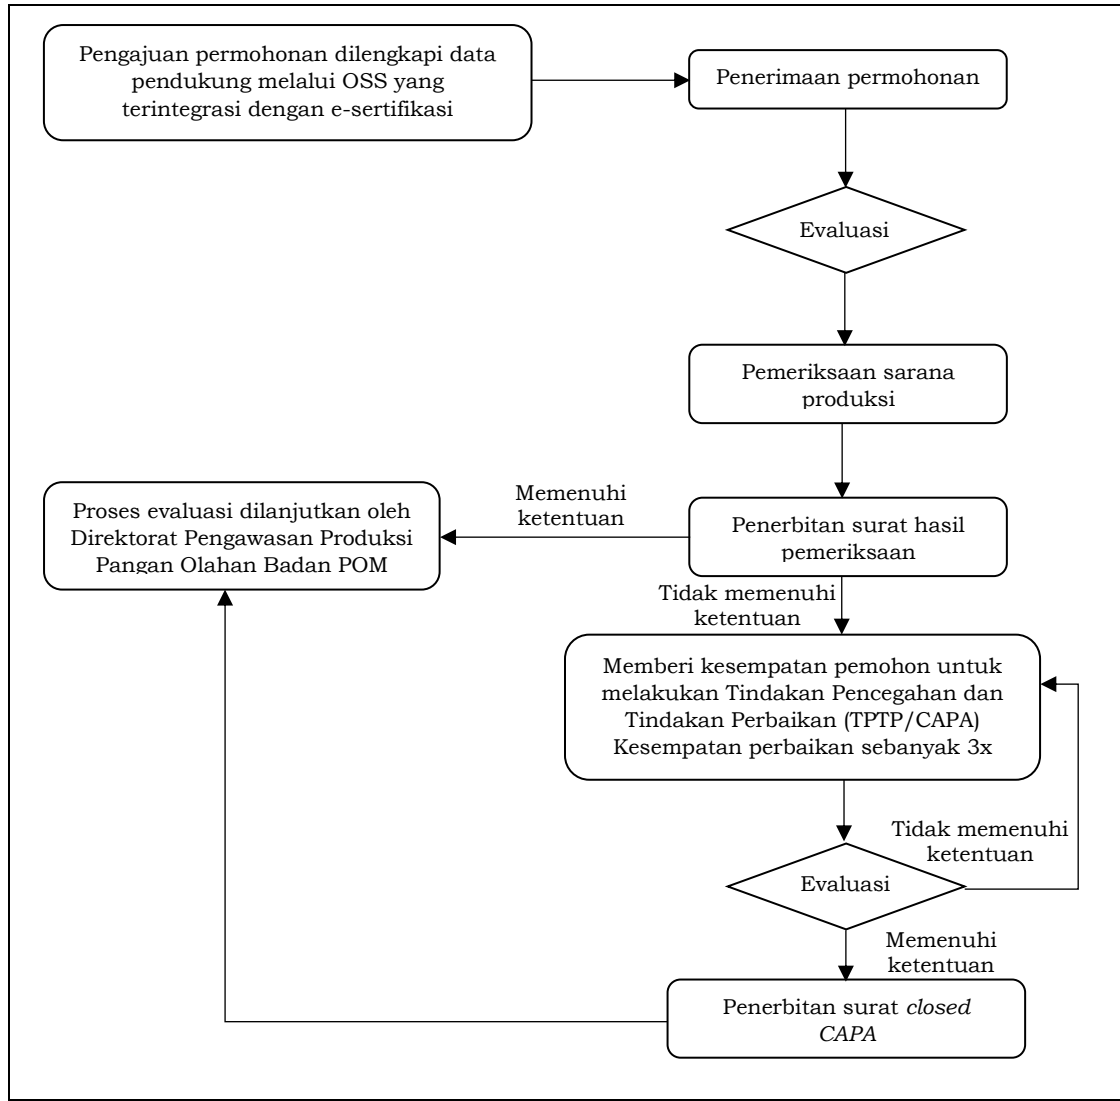 Pengajuan permohonan dilengkapi data
pendukung melalui OSS yang
terintegrasi dengan e-sertifikasi
Penerimaan permohonan
Evaluasi
Pemeriksaan sarana
produksi
Penerbitan surat hasil
pemeriksaan
Memenuhi
ketentuan
Proses evaluasi dilanjutkan oleh
Direktorat Pengawasan Produksi
Pangan Olahan Badan POM
Tidak memenuhi
ketentuan
Memberi kesempatan pemohon untuk
melakukan Tindakan Pencegahan dan
Tindakan Perbaikan (TPTP/CAPA)
Kesempatan perbaikan sebanyak 3x
Tidak memenuhi
ketentuan
Evaluasi
Memenuhi
ketentuan
Penerbitan surat closed
CAPA